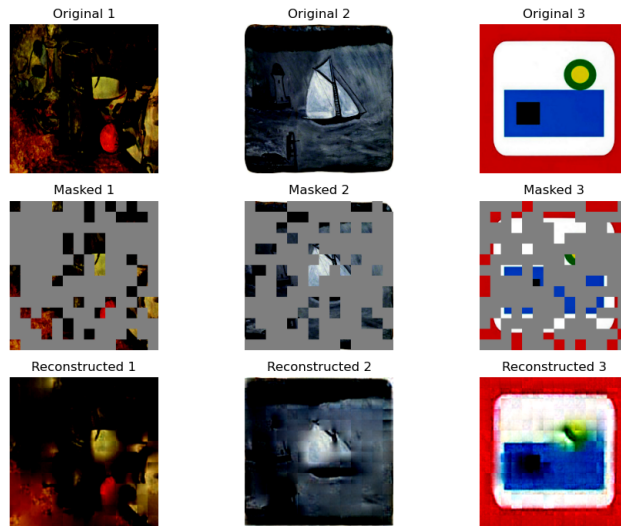 Original 1
Original 2
Original 3
Masked 1
Masked 2
Masked 3
Reconstructed 1
Reconstructed 2
Reconstructed 3